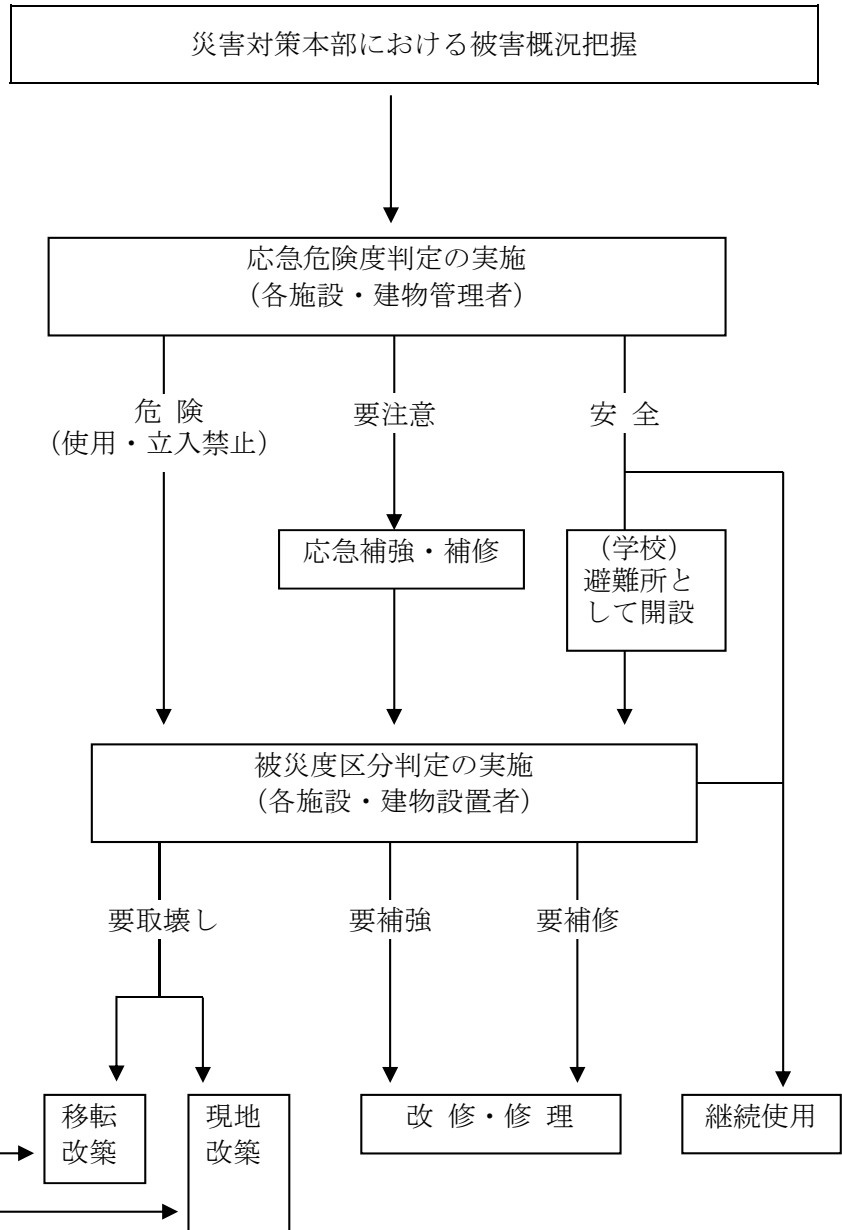 災害対策本部における被害概況把握
応急危険度判定の実施
（各施設・建物管理者）
危 険
（使用・立入禁止）
要注意
安 全
応急補強・補修
（学校）
避難所と
して開設
被災度区分判定の実施
（各施設・建物設置者）
要取壊し
要補強
要補修
移転
改築
現地
改築
改 修・修 理
継続使用